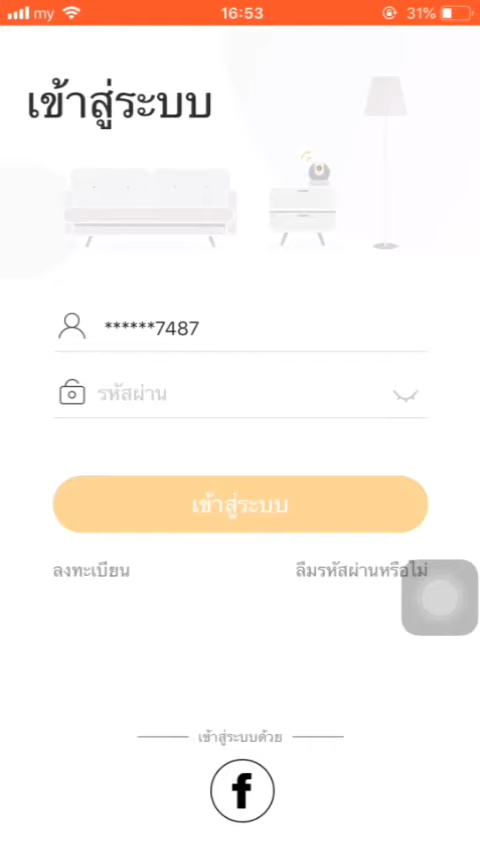 my 16:53 31%
เข้าสู่ระบบ
******7487
รหัสผ่าน
เข้าสู่ระบบ
ลงทะเบียน ลืมรหัสผ่านหรือไม่
เข้าสู่ระบบด้วย
f